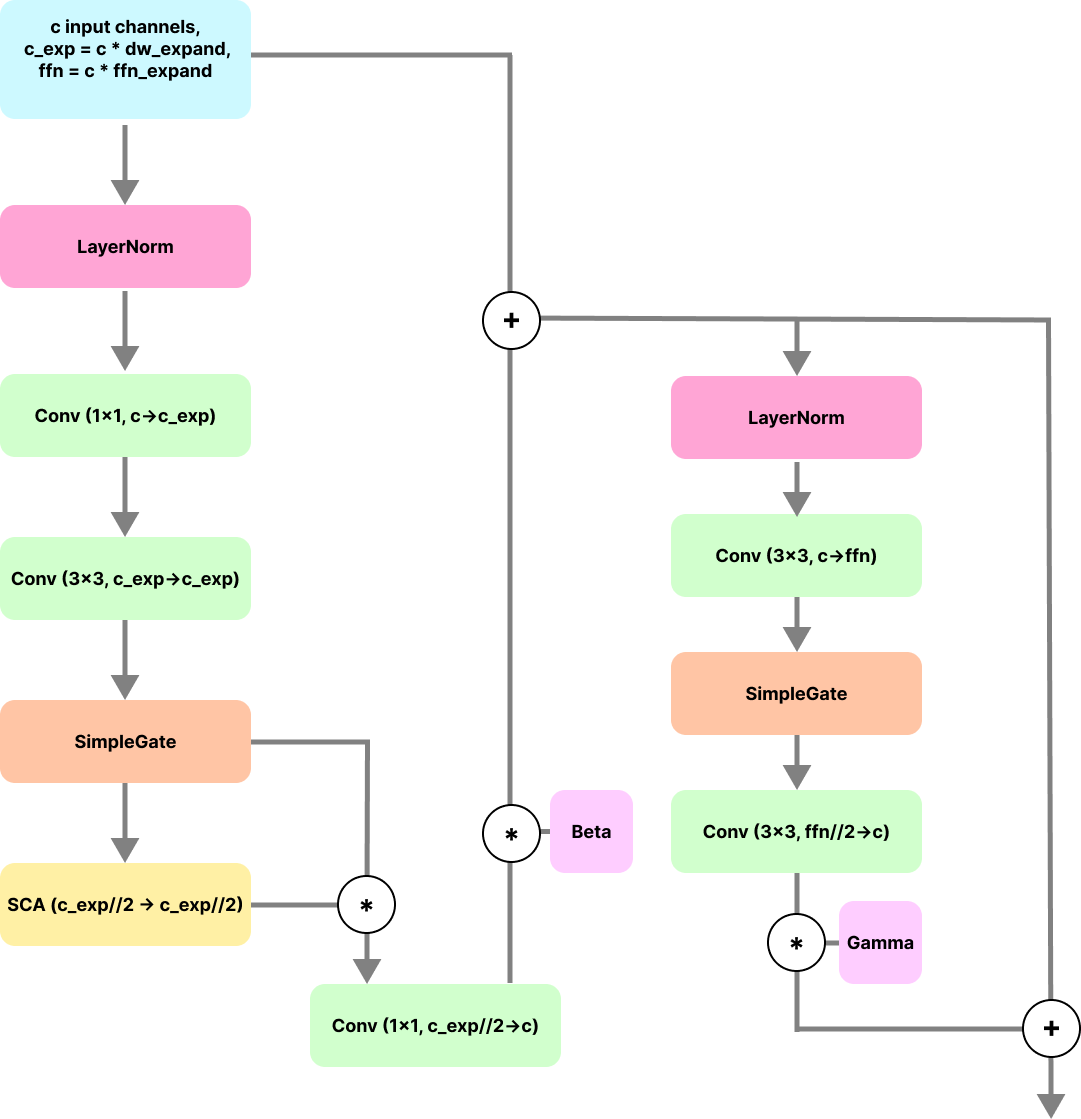 c input channels,
c_exp = c * dw_expand,
ffn = c * ffn_expand
LayerNorm
Conv (1×1, c→c_exp)
Conv (3×3, c_exp→c_exp)
SimpleGate
SCA (c_exp//2 → c_exp//2)
*
Conv (1×1, c_exp//2→c)
*
Beta
+
LayerNorm
Conv (3×3, c→ffn)
SimpleGate
Conv (3×3, ffn//2→c)
*
Gamma
+